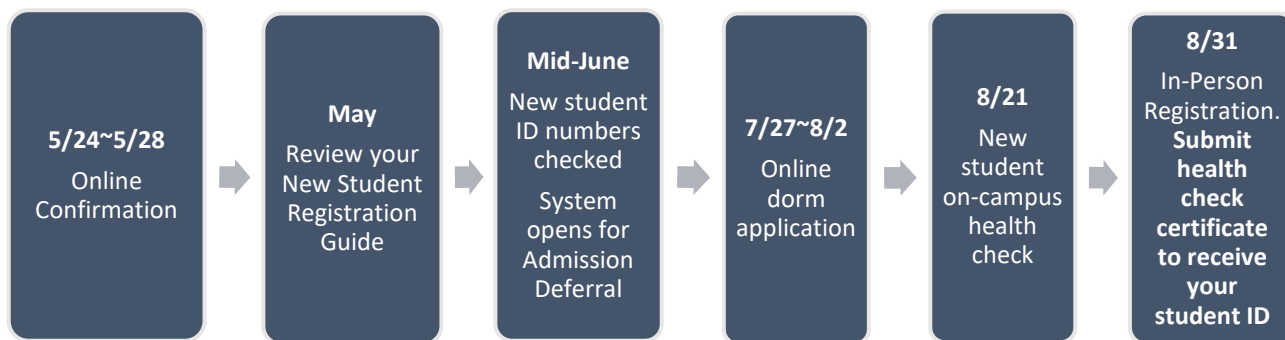 5/24~5/28
Online
Confirmation
May
Review your
New Student
Registration
Guide
Mid-June
New student
ID numbers
checked
System
opens for
Admission
Deferral
7/27~8/2
Online
dorm
application
8/21
New
student
on-campus
health
check
8/31
In-Person
Registration.
Submit
health
check
certificate
to receive
your
student ID